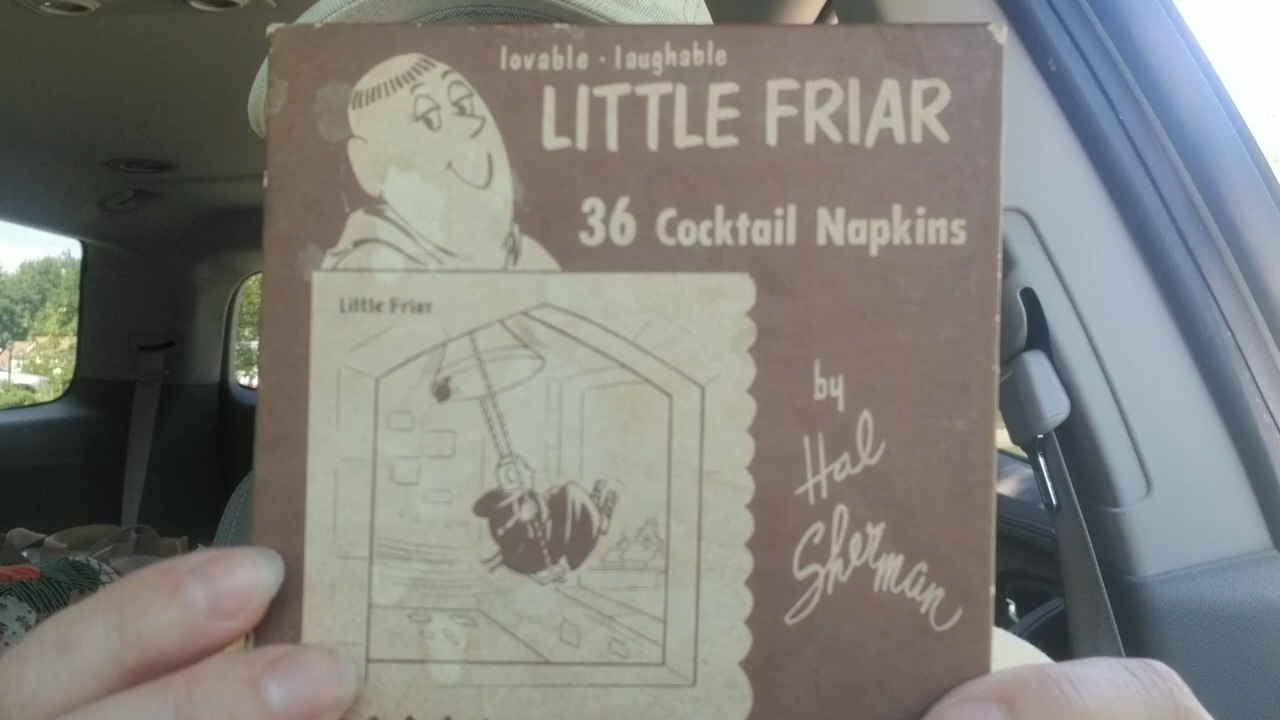 lovable · laughable
LITTLE FRIAR
36 Cocktail Napkins
Little Friar
by
Hal
Sherman